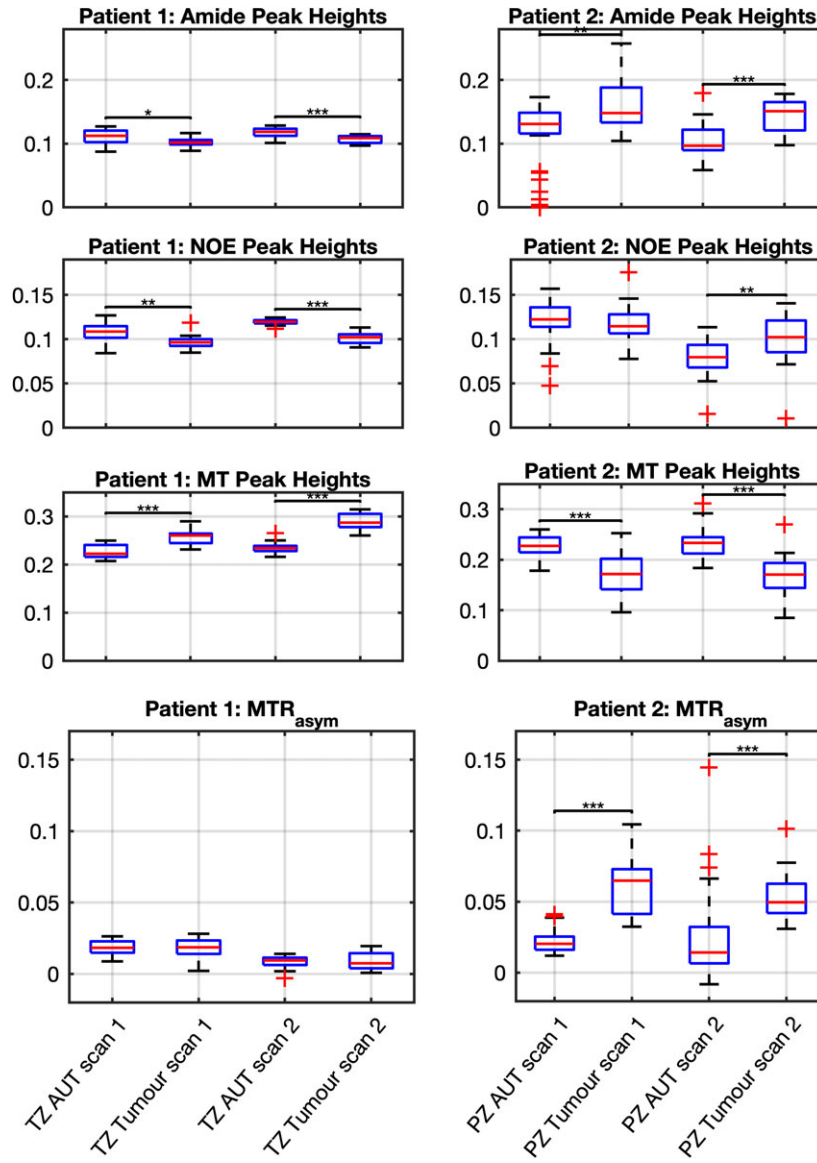 Patient 1: Amide Peak Heights
0.2
0.1
0
*
***
Patient 2: Amide Peak Heights
0.2
0.1
0
**
***
Patient 1: NOE Peak Heights
0.15
0.1
0.05
0
**
***
Patient 2: NOE Peak Heights
0.15
0.1
0.05
0
**
Patient 1: MT Peak Heights
0.3
0.2
0.1
0
***
***
Patient 2: MT Peak Heights
0.3
0.2
0.1
0
***
***
Patient 1: MTRasym
0.15
0.1
0.05
0
Patient 2: MTRasym
0.15
0.1
0.05
0
***
***
TZ AUT scan 1
TZ Tumour scan 1
TZ AUT scan 2
TZ Tumour scan 2
PZ AUT scan 1
PZ Tumour scan 1
PZ AUT scan 2
PZ Tumour scan 2